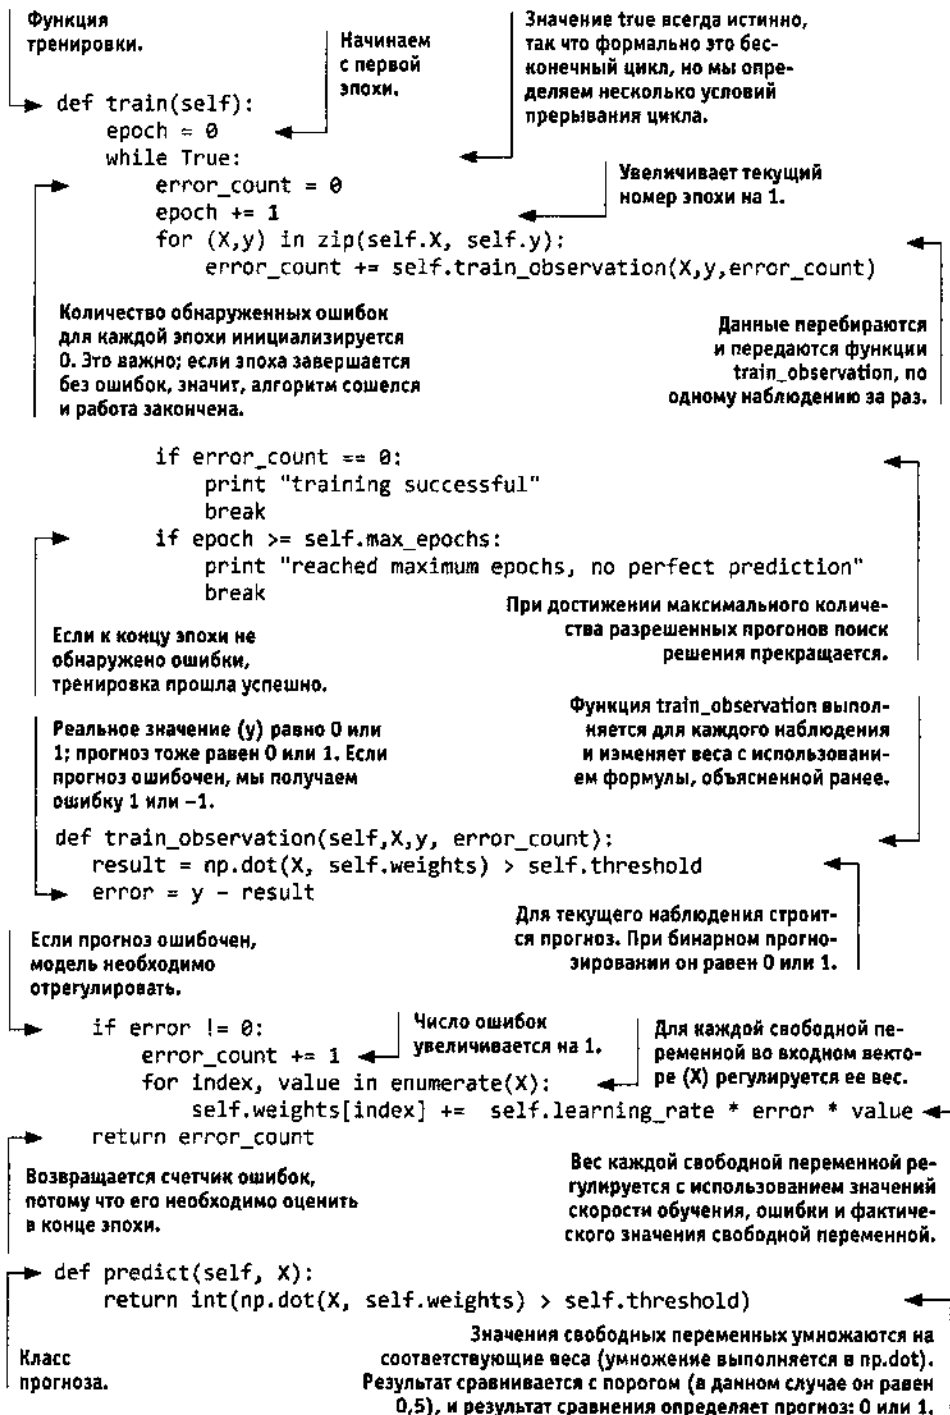 Функция
тренировки.
Начинаем
с первой
эпохи.
Значение true всегда истинно,
так что формально это бес-
конечный цикл, но мы опре-
деляем несколько условий
прерывания цикла.
def train(self):
epoch = 0
while True:
error_count = 0
epoch += 1
for (X,y) in zip(self.X, self.y):
error_count += self.train_observation(X,y,error_count)
Увеличивает текущий
номер эпохи на 1.
Количество обнаруженных ошибок
для каждой эпохи инициализируется
0. Это важно; если эпоха завершается
без ошибок, значит, алгоритм сошелся
и работа закончена.
Данные перебираются
и передаются функции
train_observation, по
одному наблюдению за раз.
if error_count == 0:
print "training successful"
break
if epoch >= self.max_epochs:
print "reached maximum epochs, no perfect prediction"
break
При достижении максимального количе-
ства разрешенных прогонов поиск
решения прекращается.
Если к концу эпохи не
обнаружено ошибки,
тренировка прошла успешно.
Функция train_observation выпол-
няется для каждого наблюдения
и изменяет веса с использовани-
ем формулы, объясненной ранее.
Реальное значение (y) равно 0 или
1; прогноз тоже равен 0 или 1. Если
прогноз ошибочен, мы получаем
ошибку 1 или –1.
def train_observation(self,X,y, error_count):
result = np.dot(X, self.weights) > self.threshold
error = y - result
Для текущего наблюдения строит-
ся прогноз. При бинарном прогно-
зировании он равен 0 или 1.
Если прогноз ошибочен,
модель необходимо
отрегулировать.
if error != 0:
error_count += 1
for index, value in enumerate(X):
self.weights[index] += self.learning_rate * error * value
return error_count
Число ошибок
увеличивается на 1.
Для каждой свободной пе-
ременной во входном векто-
ре (X) регулируется ее вес.
Возвращается счетчик ошибок,
потому что его необходимо оценить
в конце эпохи.
Вес каждой свободной переменной ре-
гулируется с использованием значений
скорости обучения, ошибки и фактиче-
ского значения свободной переменной.
def predict(self, X):
return int(np.dot(X, self.weights) > self.threshold)
Класс
прогноза.
Значения свободных переменных умножаются на
соответствующие веса (умножение выполняется в np.dot).
Результат сравнивается с порогом (в данном случае он равен
0,5), и результат сравнения определяет прогноз: 0 или 1.